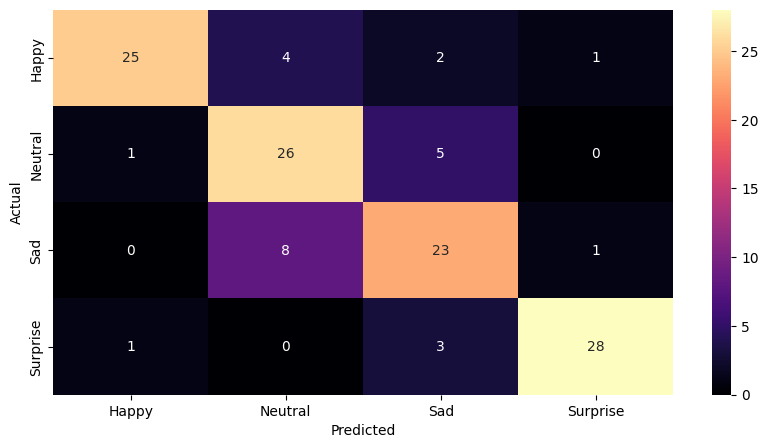 Actual
Happy
25 4 2 1
Neutral
1 26 5 0
Sad
0 8 23 1
Surprise
1 0 3 28
Happy Neutral Sad Surprise
Predicted
25
20
15
10
5
0